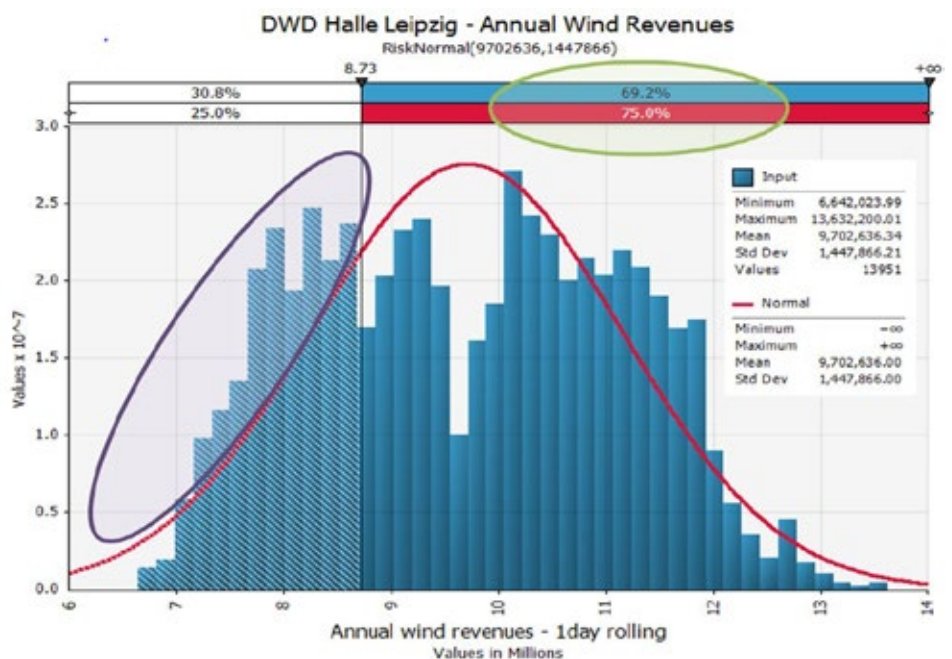 DWD Halle Leipzig - Annual Wind Revenues
RiskNormal(9702636,1447866)
8.73 +∞
30.8% 69.2%
25.0% 75.0%
3.0
2.5
2.0
1.5
1.0
0.5
0.0
Values x 10^-7
Input
Minimum 6,642,023.99
Maximum 13,632,200.01
Mean 9,702,636.34
Std Dev 1,447,866.21
Values 13951
Normal
Minimum -∞
Maximum +∞
Mean 9,702,636.00
Std Dev 1,447,866.00
6 7 8 9 10 11 12 13 14
Annual wind revenues - 1day rolling
Values in Millions